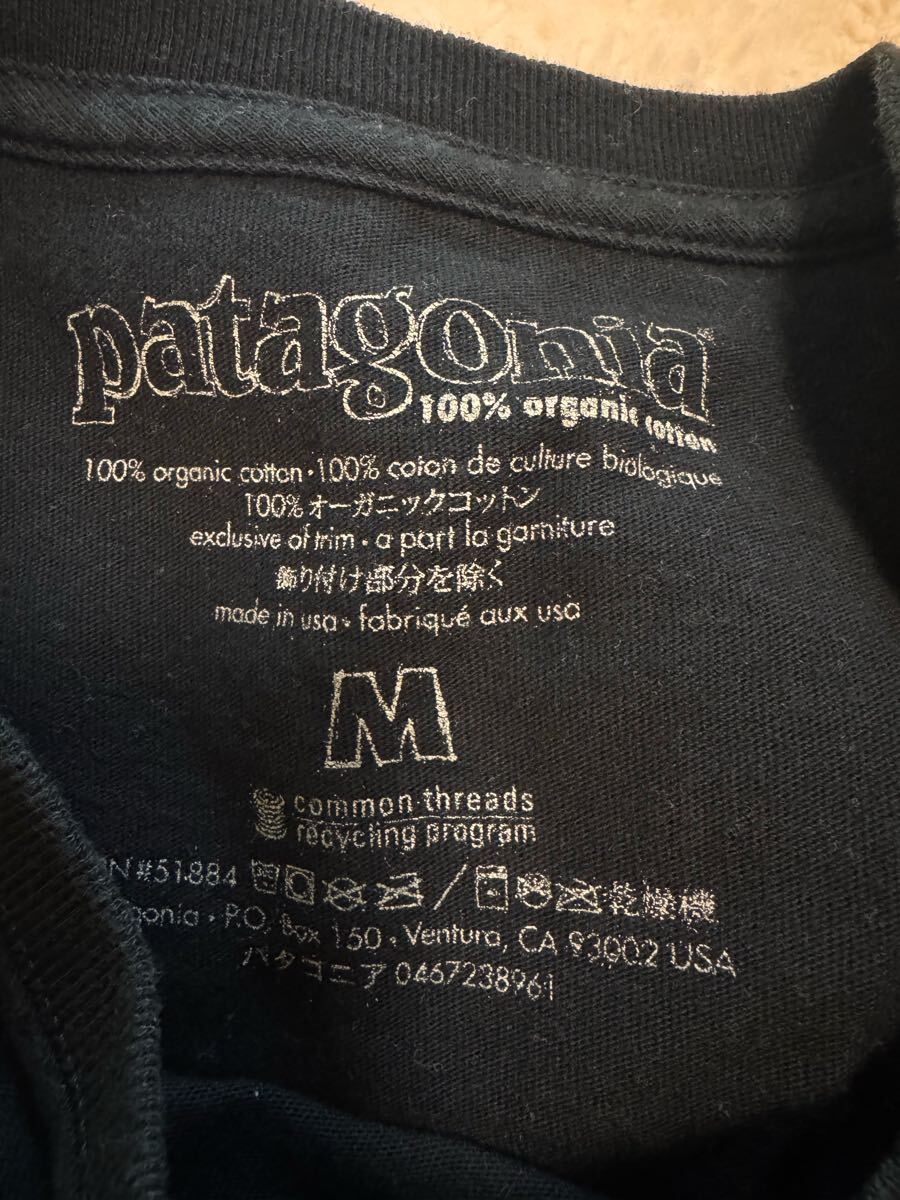 patagonia®
100% organic cotton
100% organic cotton • 100% coton de culture biologique
100%オーガニックコットン
exclusive of trim • a part la garniture
飾り付け部分を除く
made in usa • fabriqué aux usa
M
common threads
recycling program
N #51884 / 乾燥機
gonia • P.O. Box 150 • Ventura, CA 93002 USA
パタゴニア 0467238961